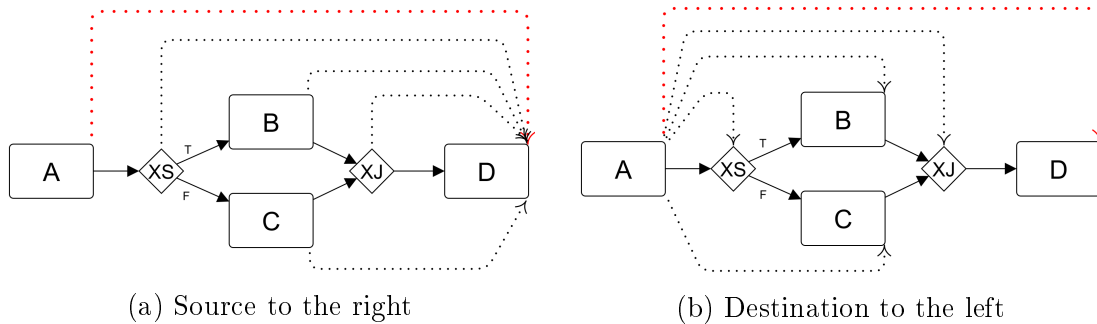 A
XS
T
F
B
C
XJ
D
(a) Source to the right
A
XS
T
F
B
C
XJ
D
(b) Destination to the left